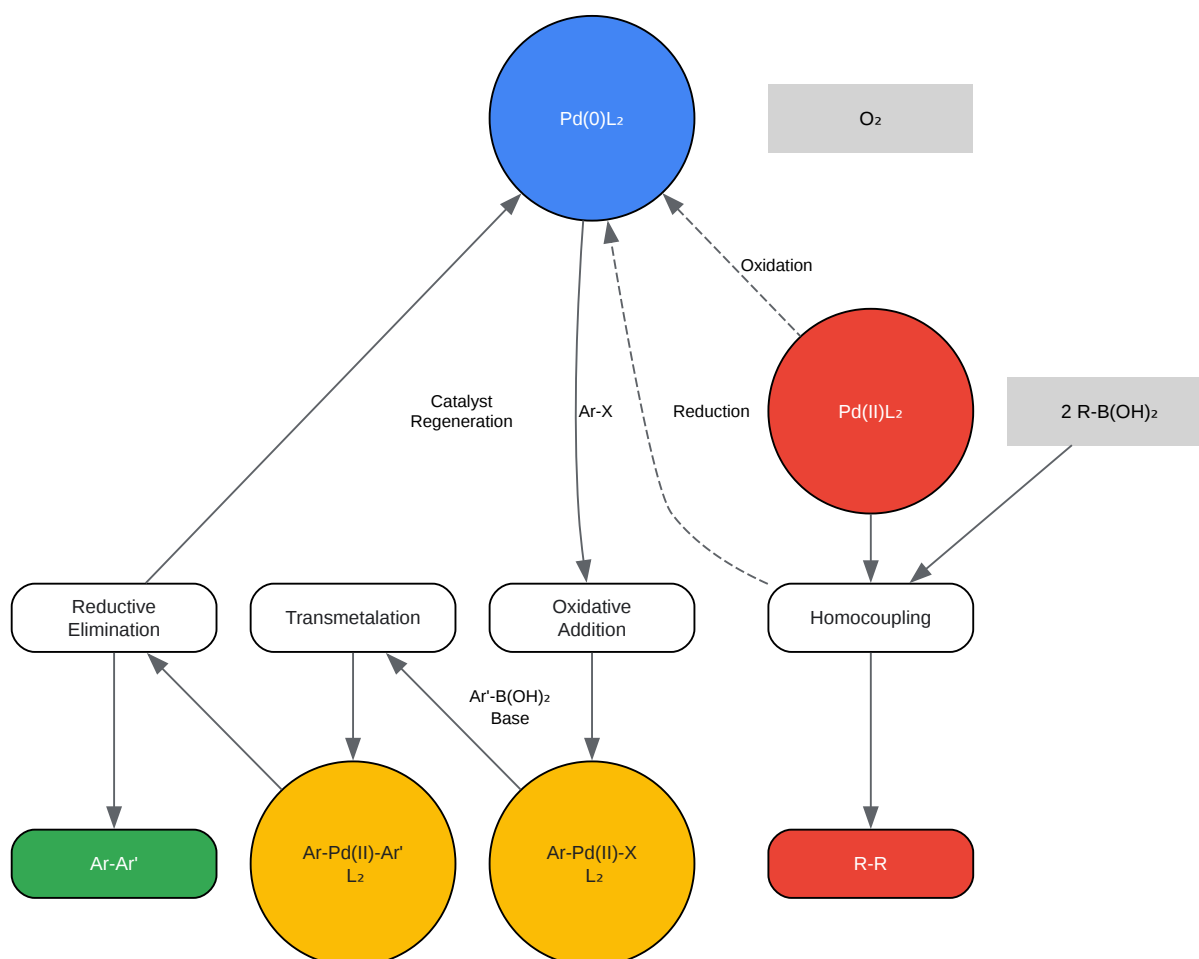 Pd(0)L₂
O₂
Oxidation
Catalyst
Regeneration
Ar-X
Reduction
Pd(II)L₂
2 R-B(OH)₂
Reductive
Elimination
Transmetalation
Oxidative
Addition
Homocoupling
Ar'-B(OH)₂
Base
Ar-Ar'
Ar-Pd(II)-Ar'
L₂
Ar-Pd(II)-X
L₂
R-R